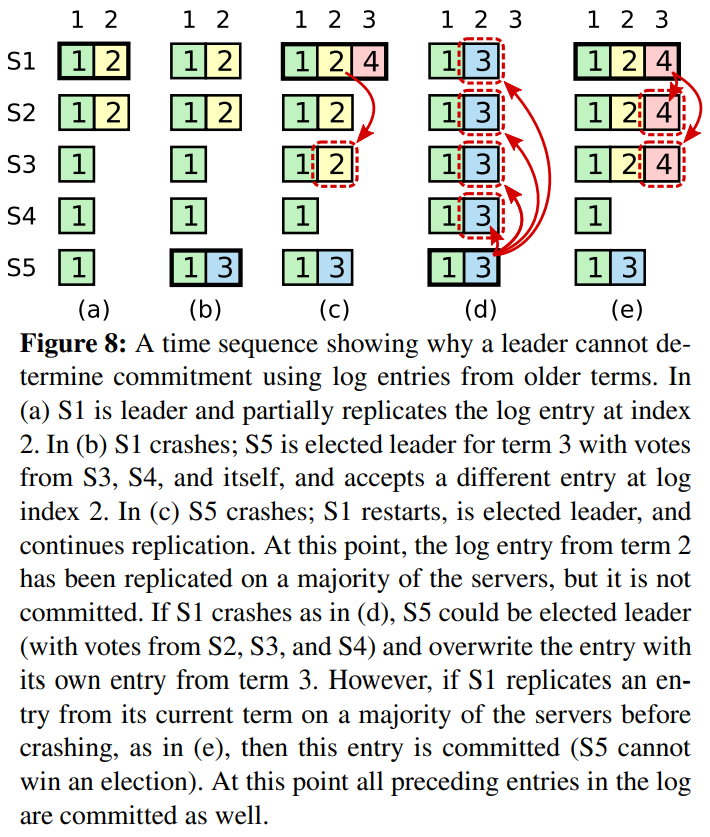 1 2 1 2 1 2 3 1 2 3 1 2 3
S1 1 2 1 2 1 2 4 1 3 1 2 4
S2 1 2 1 2 1 2 1 3 1 2 4
S3 1 1 1 2 1 3 1 2 4
S4 1 1 1 1 3 1
S5 1 1 3 1 3 1 3 1 3
(a) (b) (c) (d) (e)
Figure 8: A time sequence showing why a leader cannot de-
termine commitment using log entries from older terms. In
(a) S1 is leader and partially replicates the log entry at index
2. In (b) S1 crashes; S5 is elected leader for term 3 with votes
from S3, S4, and itself, and accepts a different entry at log
index 2. In (c) S5 crashes; S1 restarts, is elected leader, and
continues replication. At this point, the log entry from term 2
has been replicated on a majority of the servers, but it is not
committed. If S1 crashes as in (d), S5 could be elected leader
(with votes from S2, S3, and S4) and overwrite the entry with
its own entry from term 3. However, if S1 replicates an en-
try from its current term on a majority of the servers before
crashing, as in (e), then this entry is committed (S5 cannot
win an election). At this point all preceding entries in the log
are committed as well.